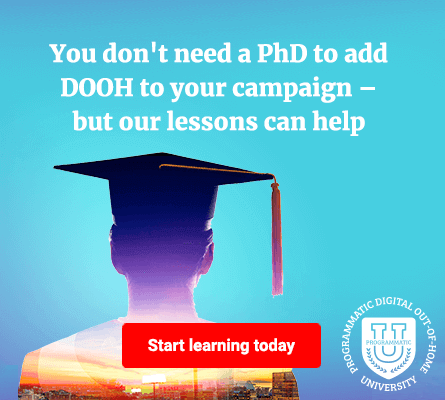 You don't need a PhD to add
DOOH to your campaign –
but our lessons can help
Start learning today
PROGRAMMATIC DIGITAL OUT-OF-HOME
U
PROGRAMMATIC
UNIVERSITY